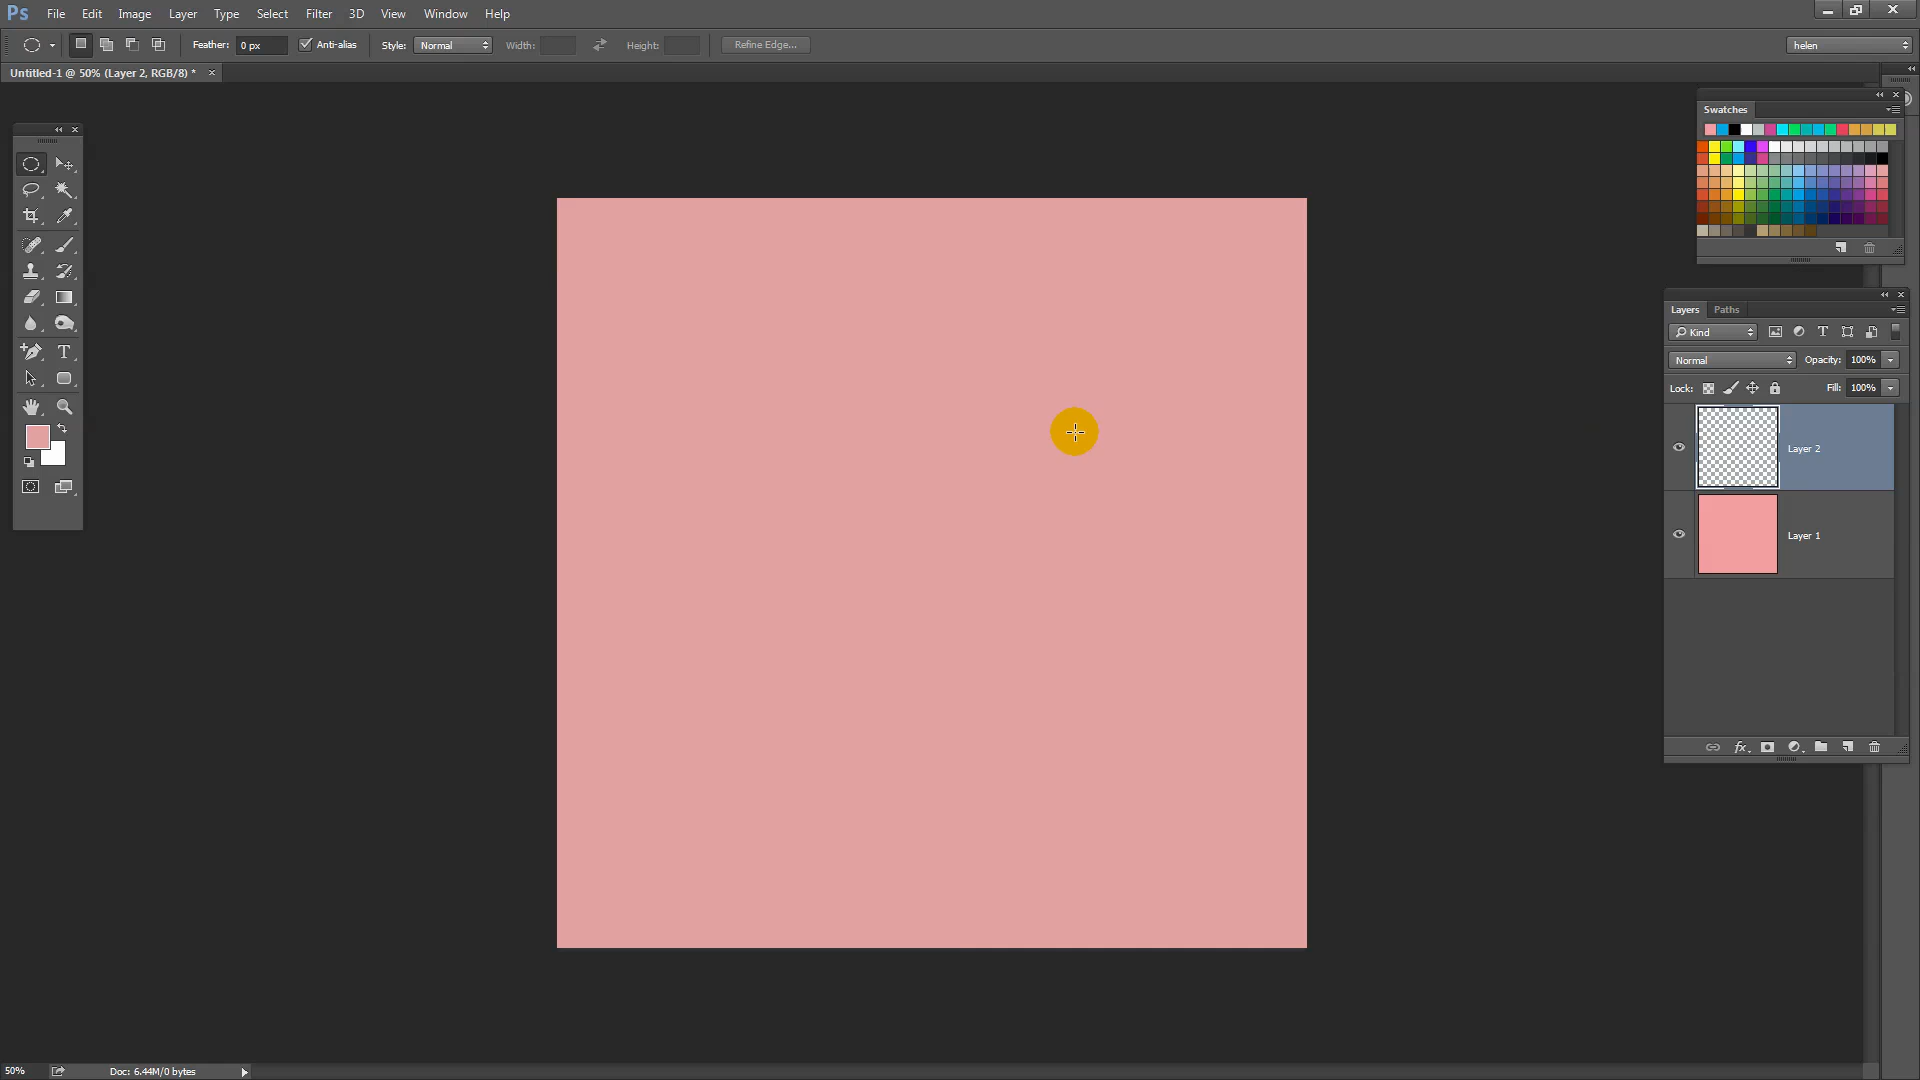 Ps File Edit Image Layer Type Select Filter 3D View Window Help
Feather: 0 px Anti-alias Style: Normal Width: Height: Refine Edge... helen
Untitled-1 @ 50% (Layer 2, RGB/8) *
Swatches
Layers Paths
Kind
Normal Opacity: 100%
Lock: Fill: 100%
Layer 2
Layer 1
50% Doc: 6.44M/0 bytes